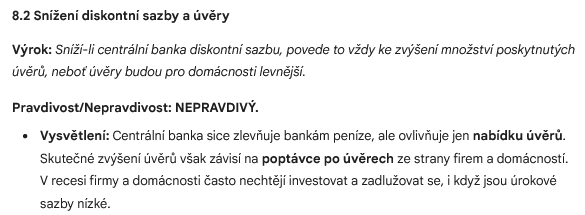 8.2 Snížení diskontní sazby a úvěry
Výrok: Sníží-li centrální banka diskontní sazbu, povede to vždy ke zvýšení množství poskytnutých
úvěrů, neboť úvěry budou pro domácnosti levnější.
Pravdivost/Nepravdivost: NEPRAVDIVÝ.
• Vysvětlení: Centrální banka sice zlevňuje bankám peníze, ale ovlivňuje jen nabídku úvěrů.
Skutečné zvýšení úvěrů však závisí na poptávce po úvěrech ze strany firem a domácností.
V recesi firmy a domácnosti často nechtějí investovat a zadlužovat se, i když jsou úrokové
sazby nízké.